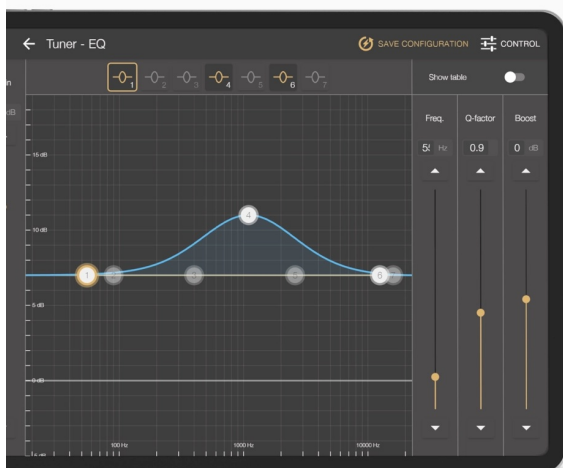 Tuner - EQ
SAVE CONFIGURATION
CONTROL
1 2 3 4 5 6 7
Show table
Freq. Q-factor Boost
Hz 0.9 0 dB
dB
15 dB
10 dB
5 dB
0 dB
1 4 6
100 Hz 1000 Hz 10000 Hz